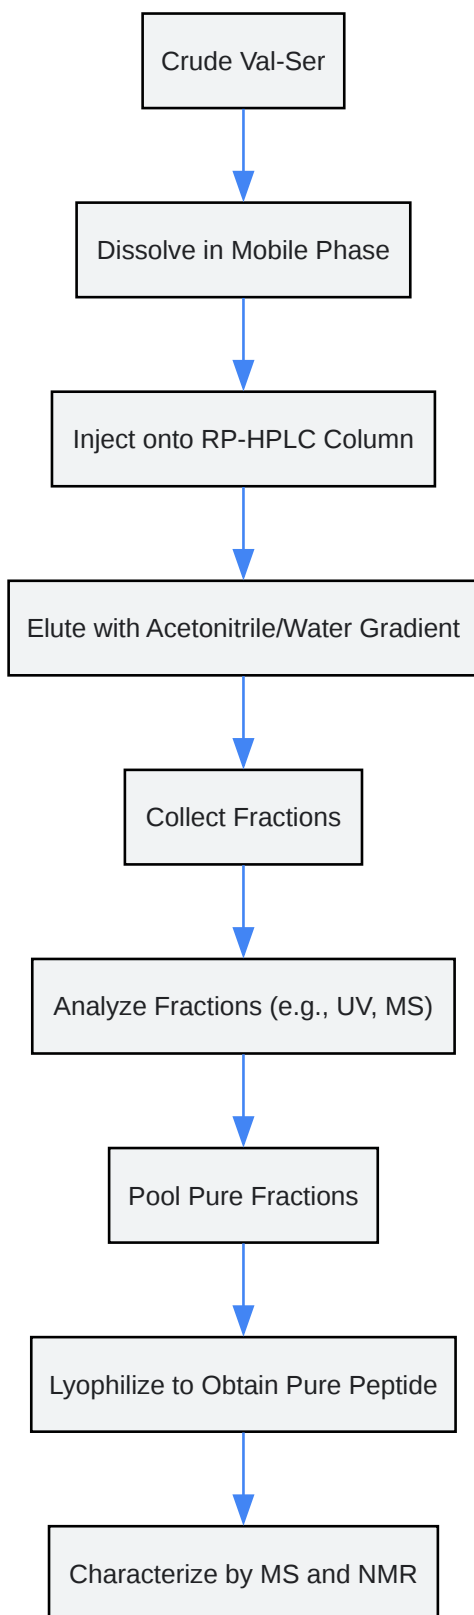 Crude Val-Ser
Dissolve in Mobile Phase
Inject onto RP-HPLC Column
Elute with Acetonitrile/Water Gradient
Collect Fractions
Analyze Fractions (e.g., UV, MS)
Pool Pure Fractions
Lyophilize to Obtain Pure Peptide
Characterize by MS and NMR